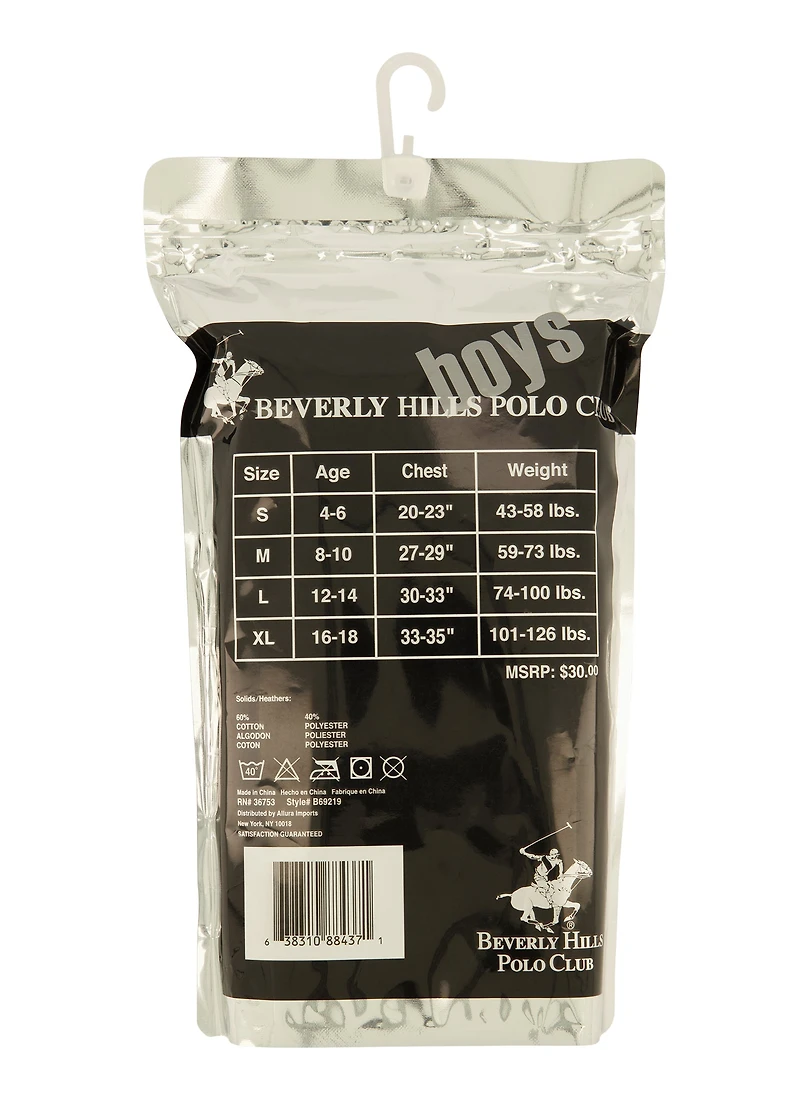 boys
BEVERLY HILLS POLO CLUB
Size Age Chest Weight
S 4-6 20-23" 43-58 lbs.
M 8-10 27-29" 59-73 lbs.
L 12-14 30-33" 74-100 lbs.
XL 16-18 33-35" 101-126 lbs.
MSRP: $30.00
Solids/Heathers:
60% 40%
COTTON POLYESTER
ALGODON POLIESTER
COTON POLYESTER
40°
Made in China Hecho en China Fabrique en China
RN# 36753 Style# B69219
Distributed by Allura Imports
New York, NY 10018
SATISFACTION GUARANTEED
6 38310 88437 1
®
BEVERLY HILLS
POLO CLUB